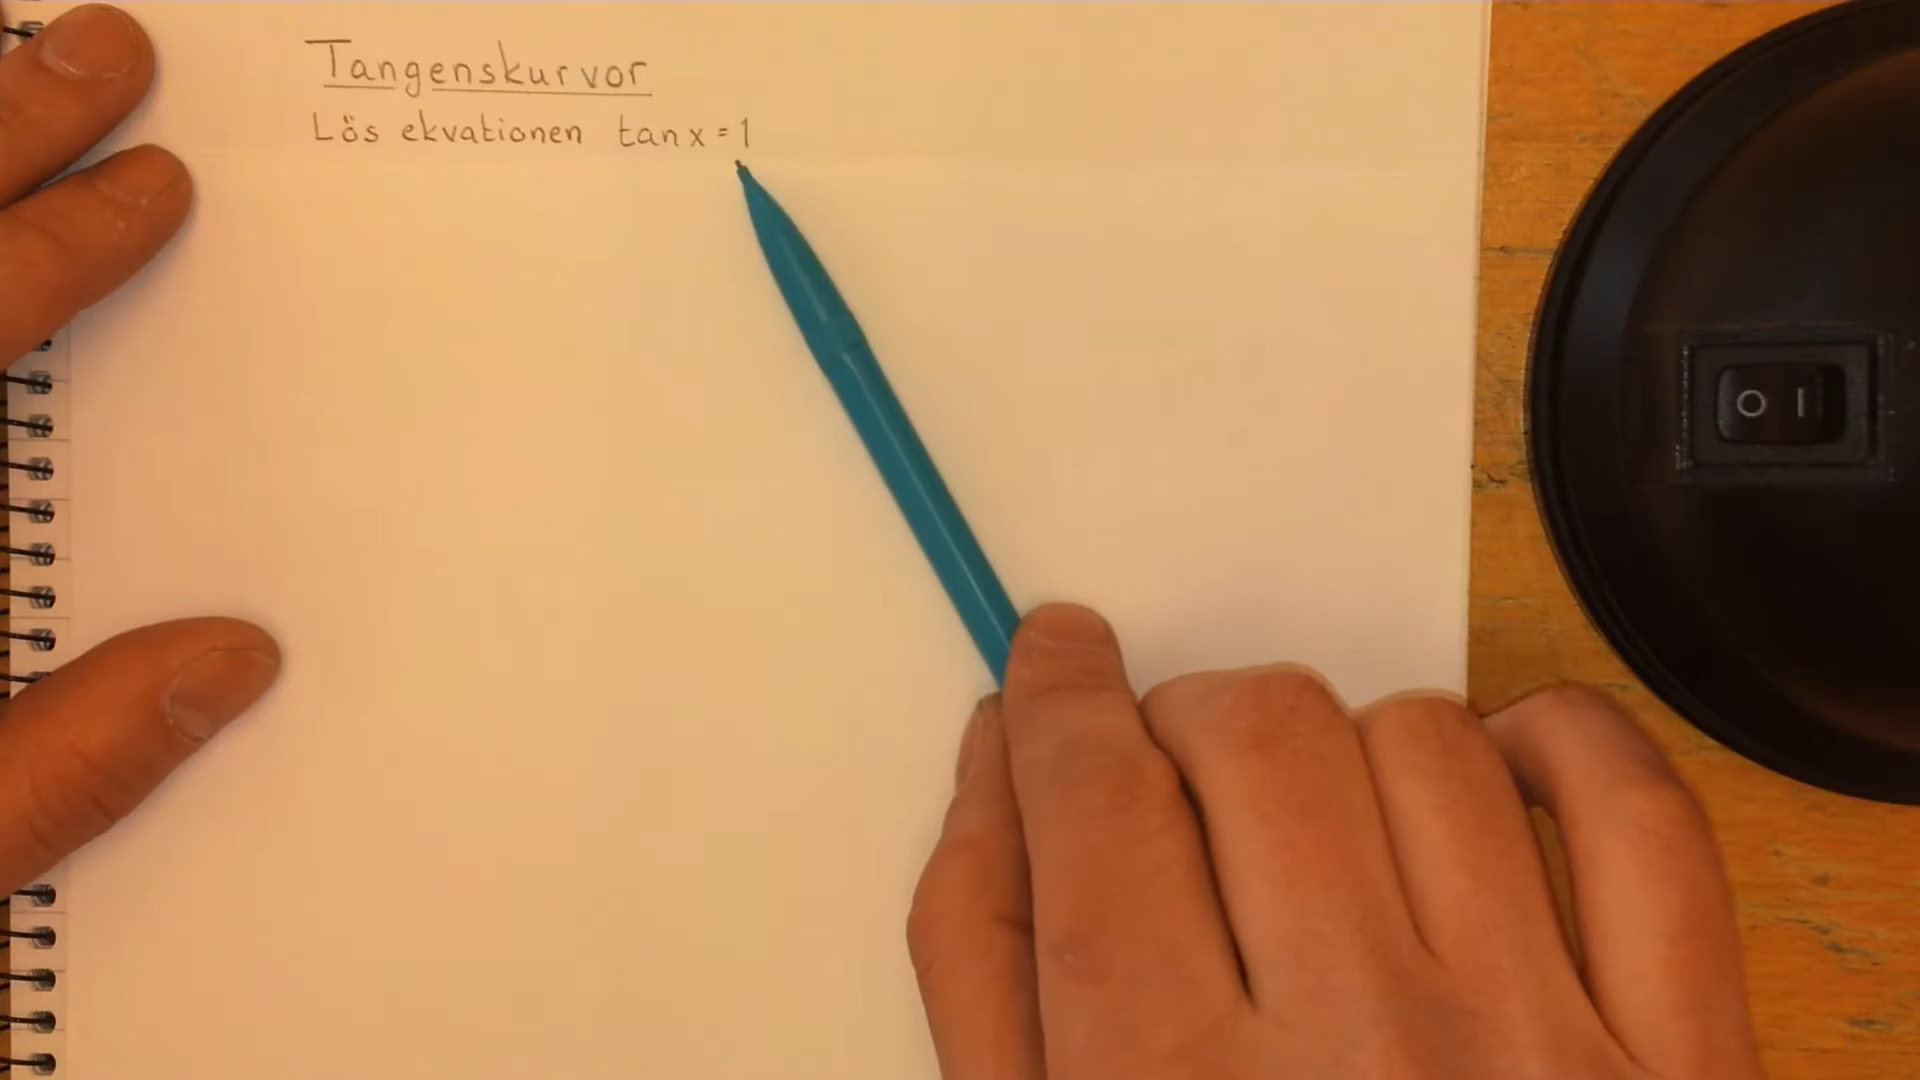 Tangenskurvor
Lös ekvationen tan x = 1
O I